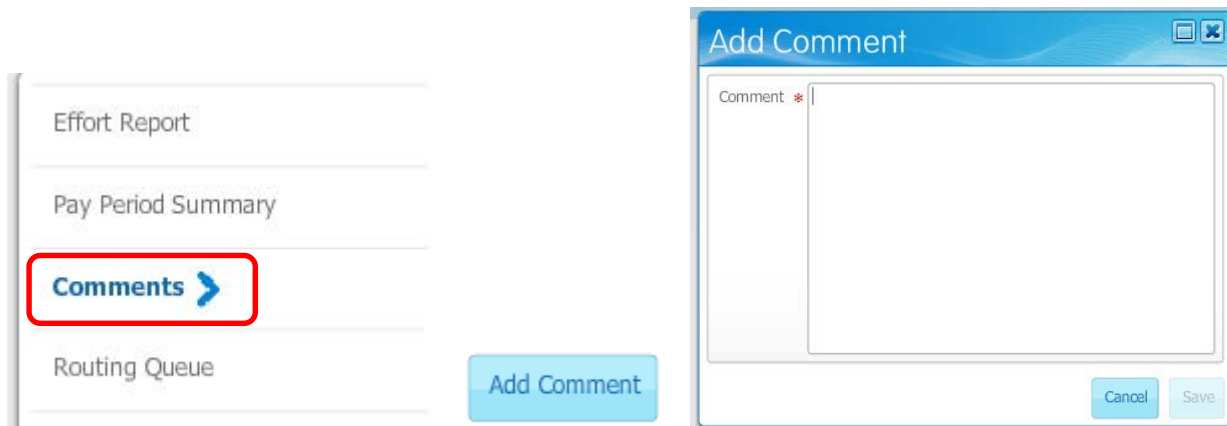 Effort Report
Pay Period Summary
Comments
Routing Queue
Add Comment
Add Comment
Comment *
Cancel
Save